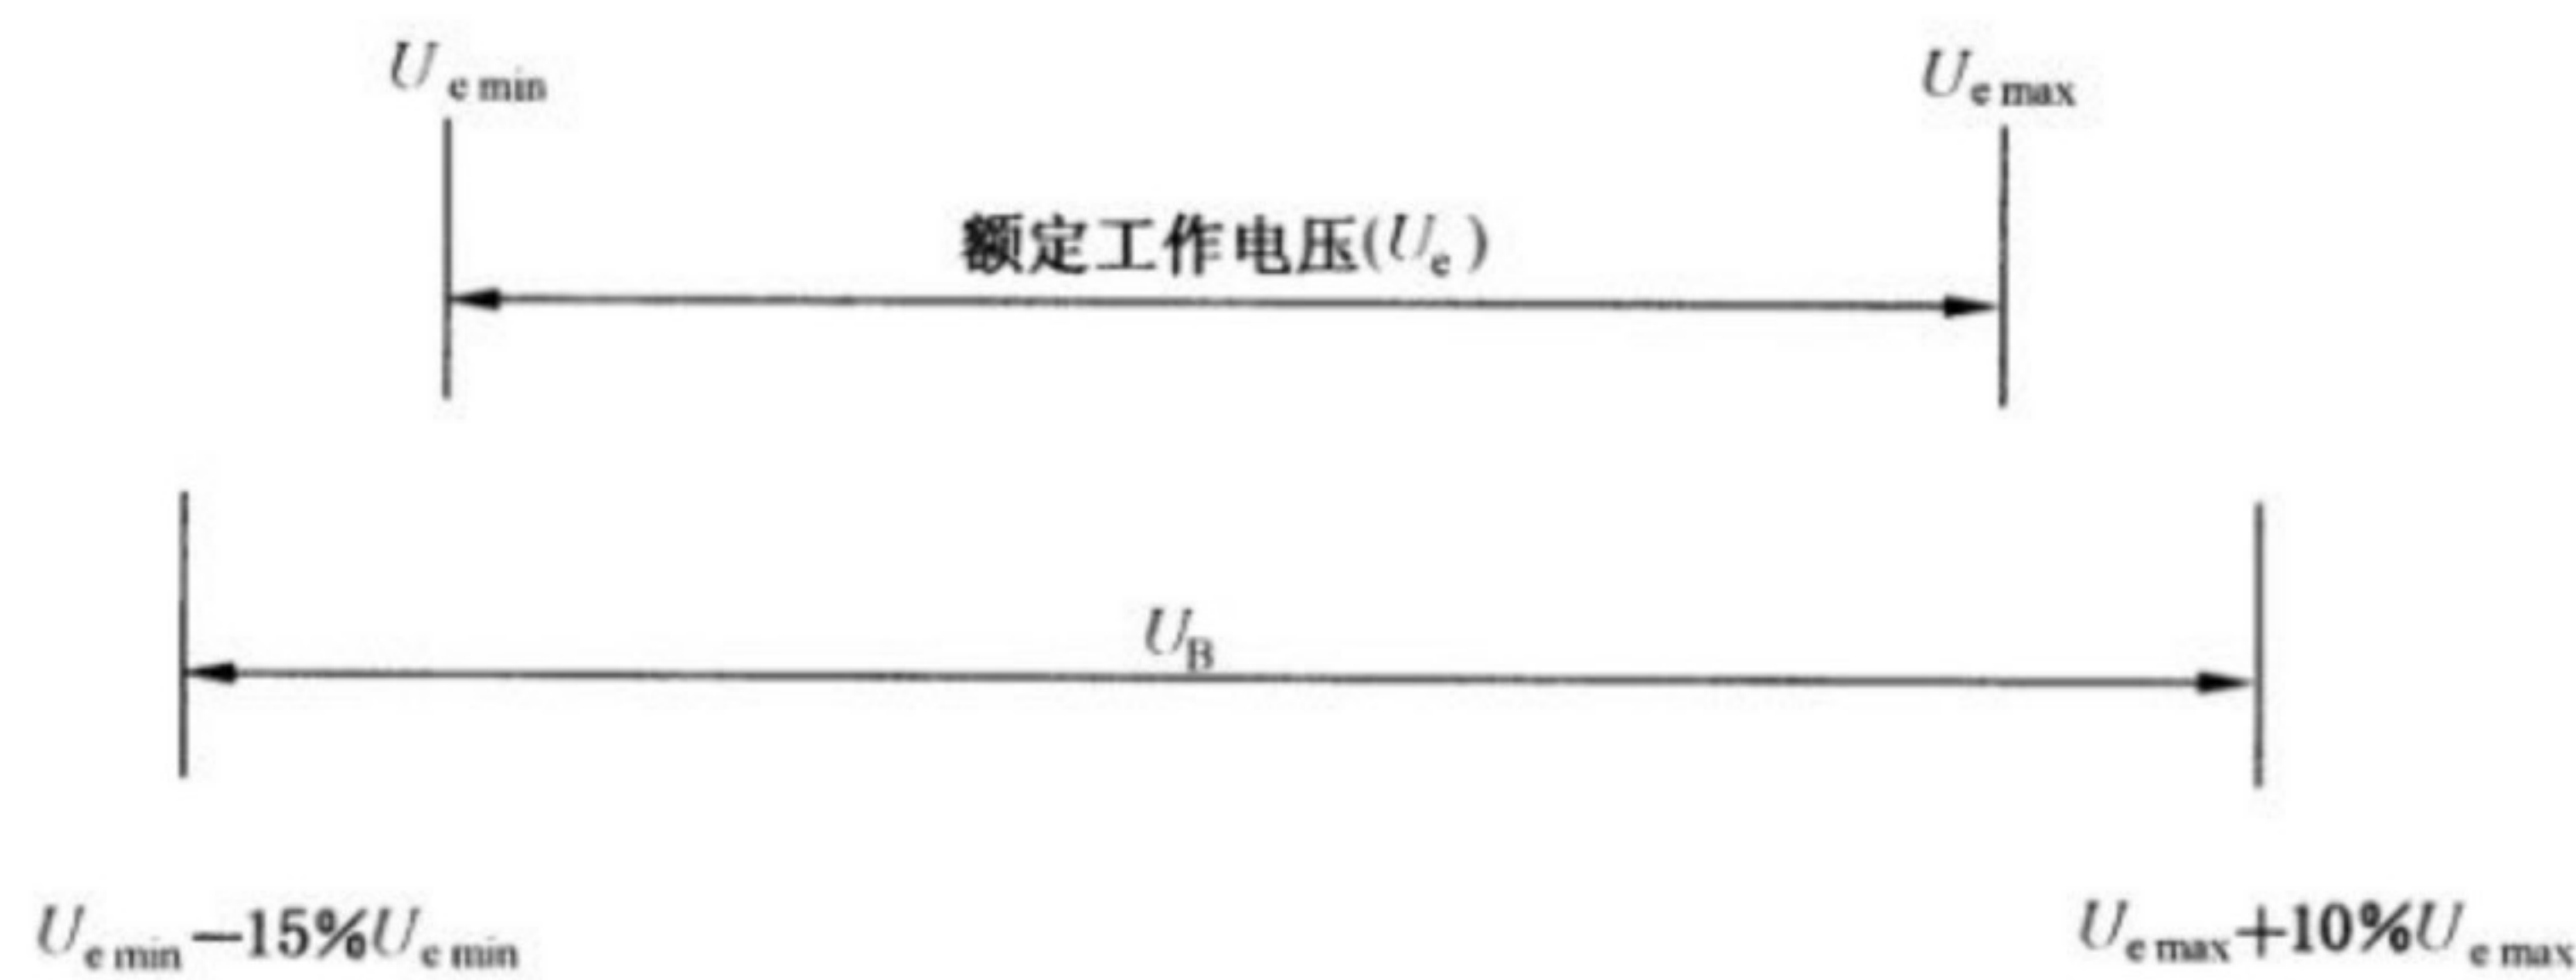 U e min
U e max
额定工作电压(U e)
U B
U e min−15%U e min
U e max+10%U e max